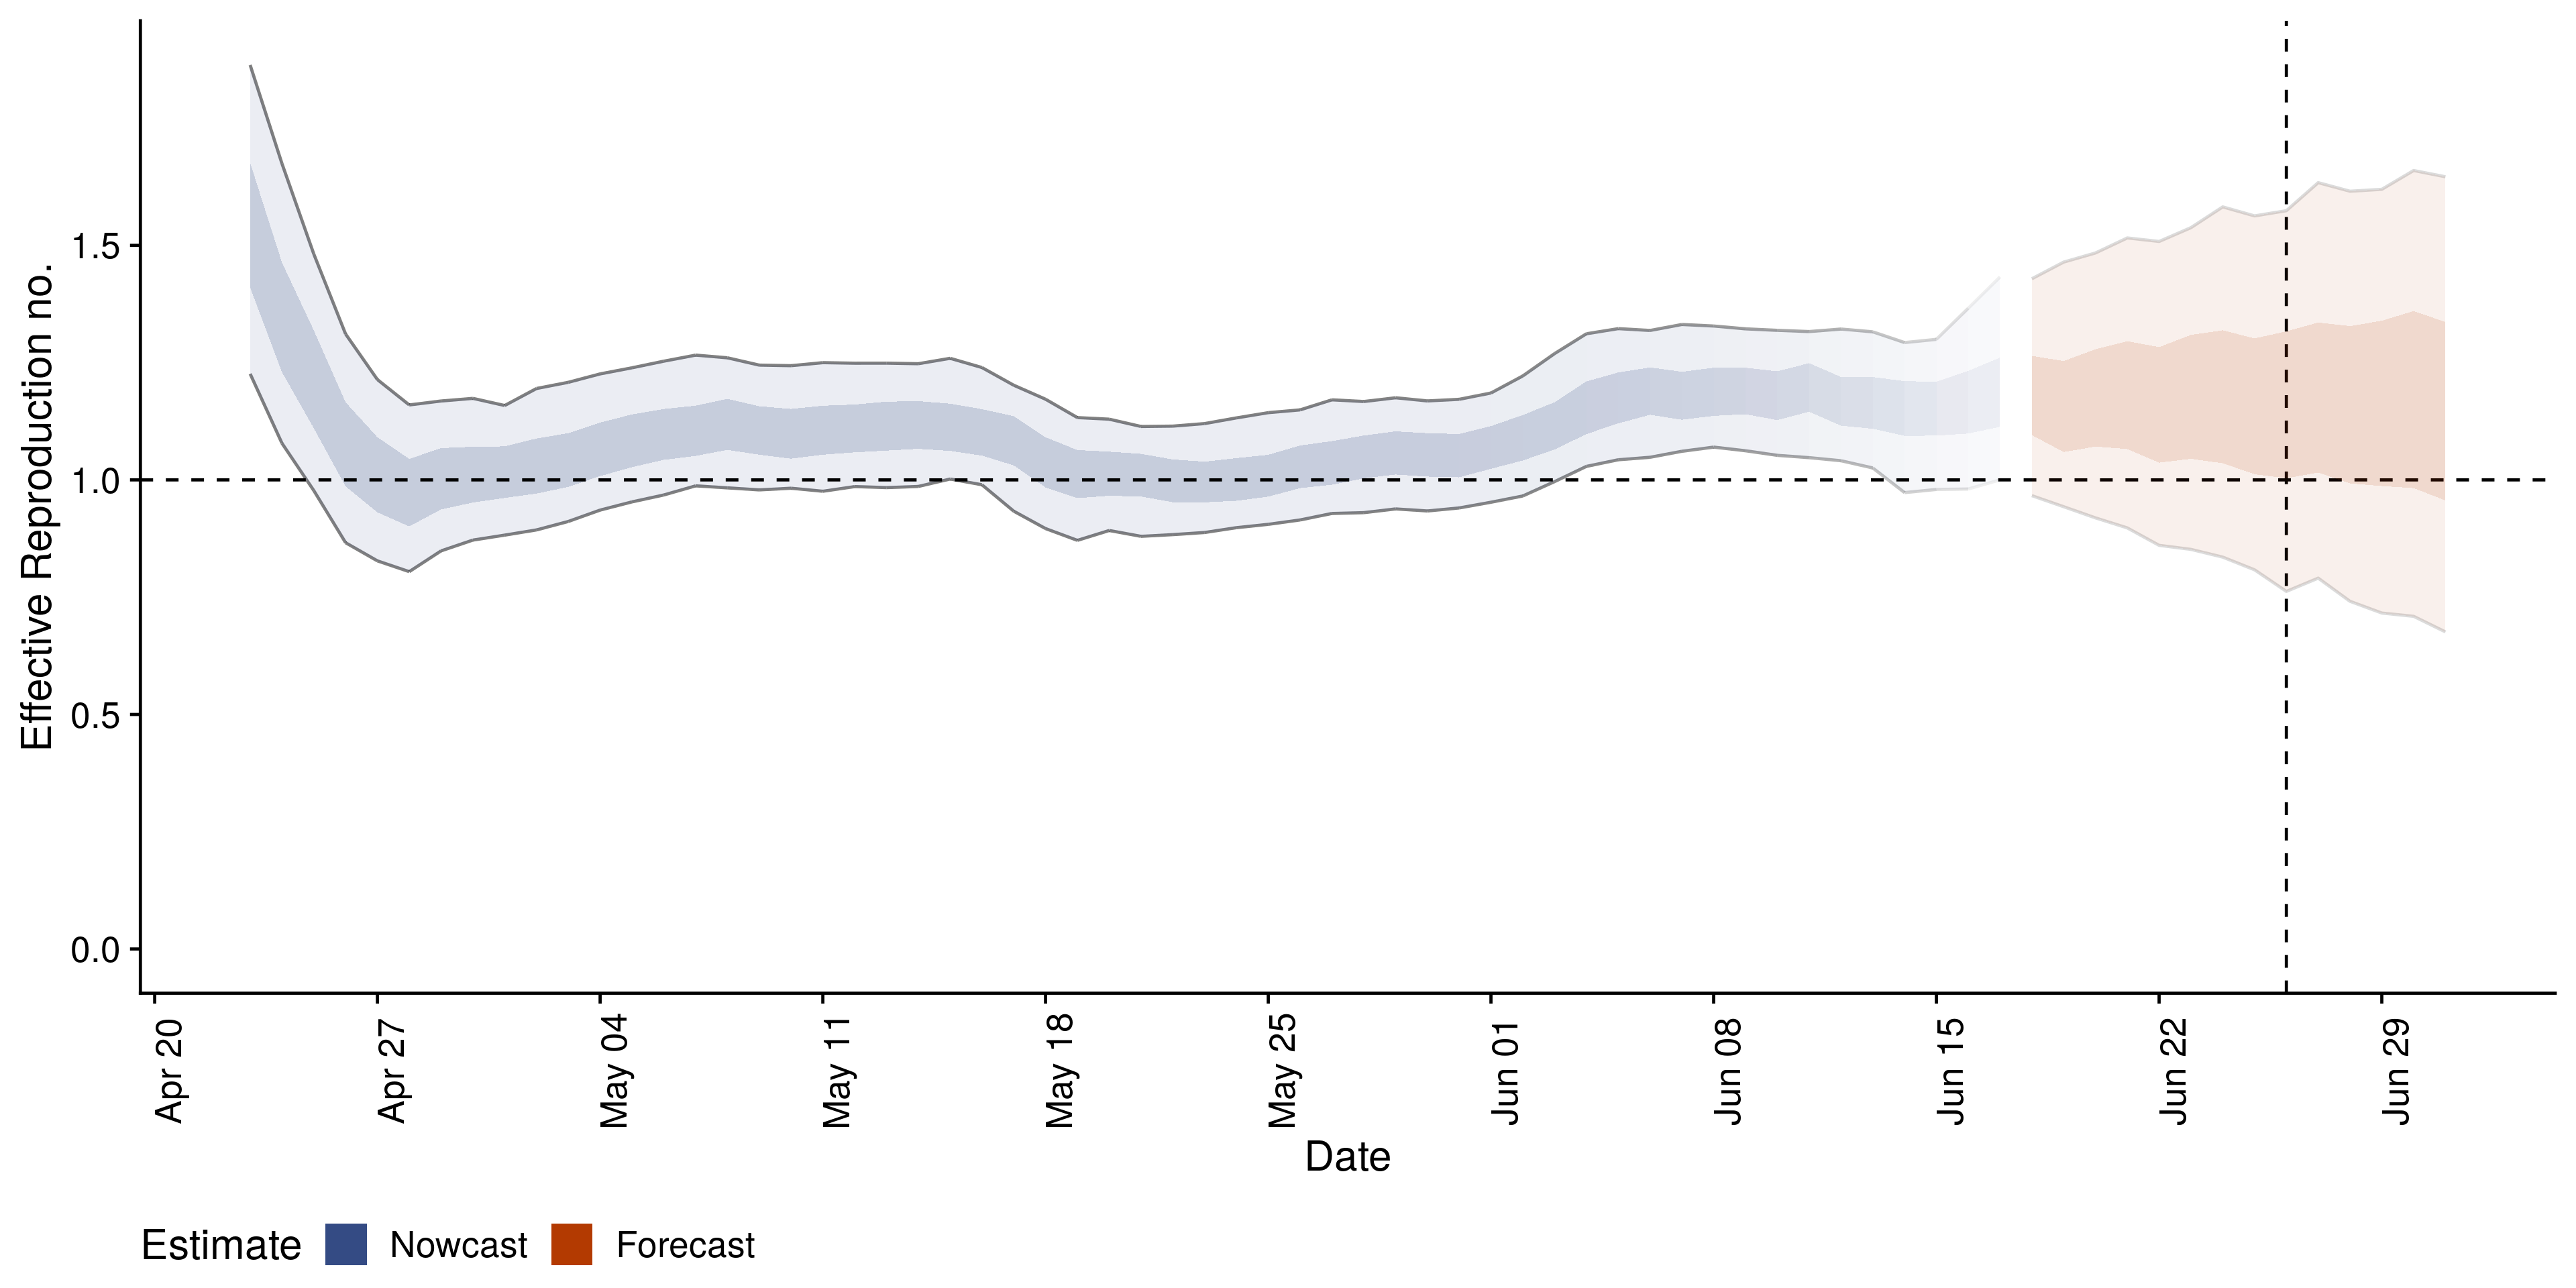 Effective Reproduction no.
1.5
1.0
0.5
0.0
Apr 20
Apr 27
May 04
May 11
May 18
May 25
Jun 01
Jun 08
Jun 15
Jun 22
Jun 29
Date
Estimate Nowcast Forecast